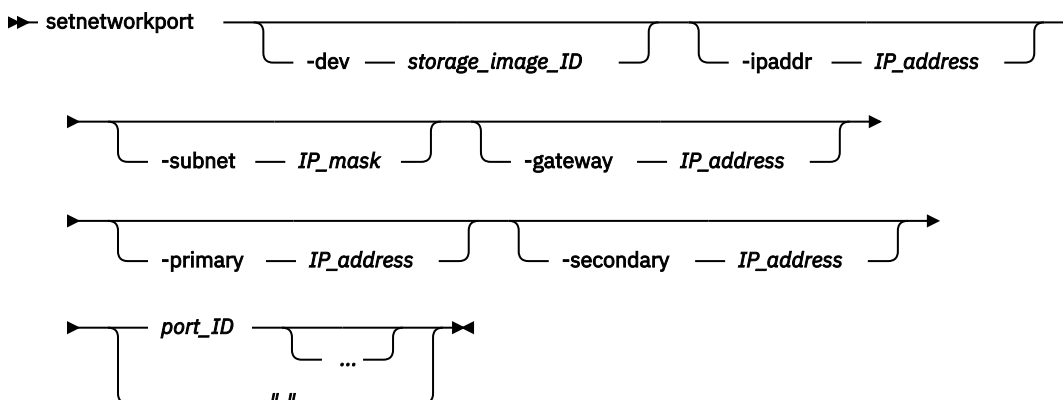 setnetworkport
-dev storage_image_ID -ipaddr IP_address
-subnet IP_mask -gateway IP_address
-primary IP_address -secondary IP_address
port_ID
...